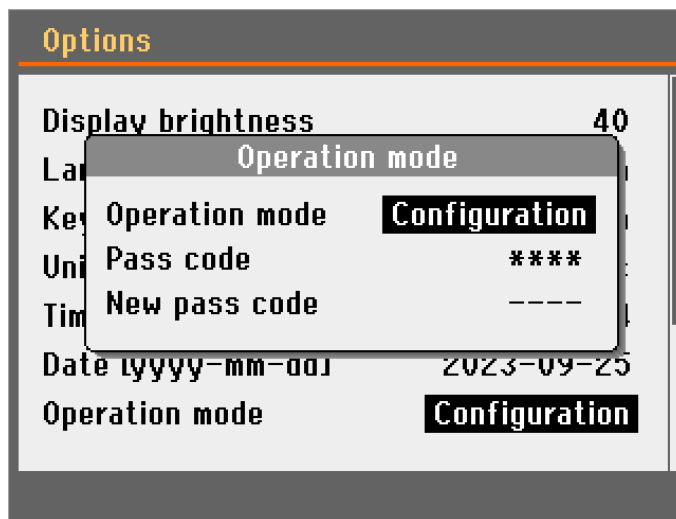 Options
Display brightness 40
Operation mode
Operation mode Configuration
Pass code ****
New pass code ----
Date [yyyy-mm-dd] 2023-09-25
Operation mode Configuration